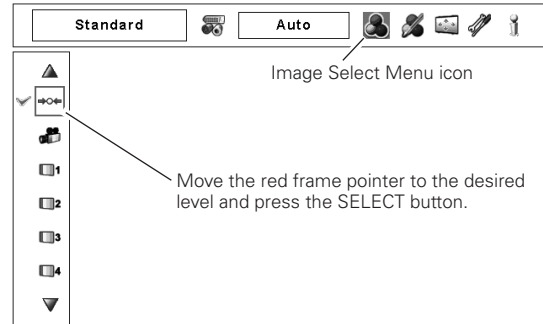 Standard
Auto
Image Select Menu icon
Move the red frame pointer to the desired
level and press the SELECT button.
1
2
3
4